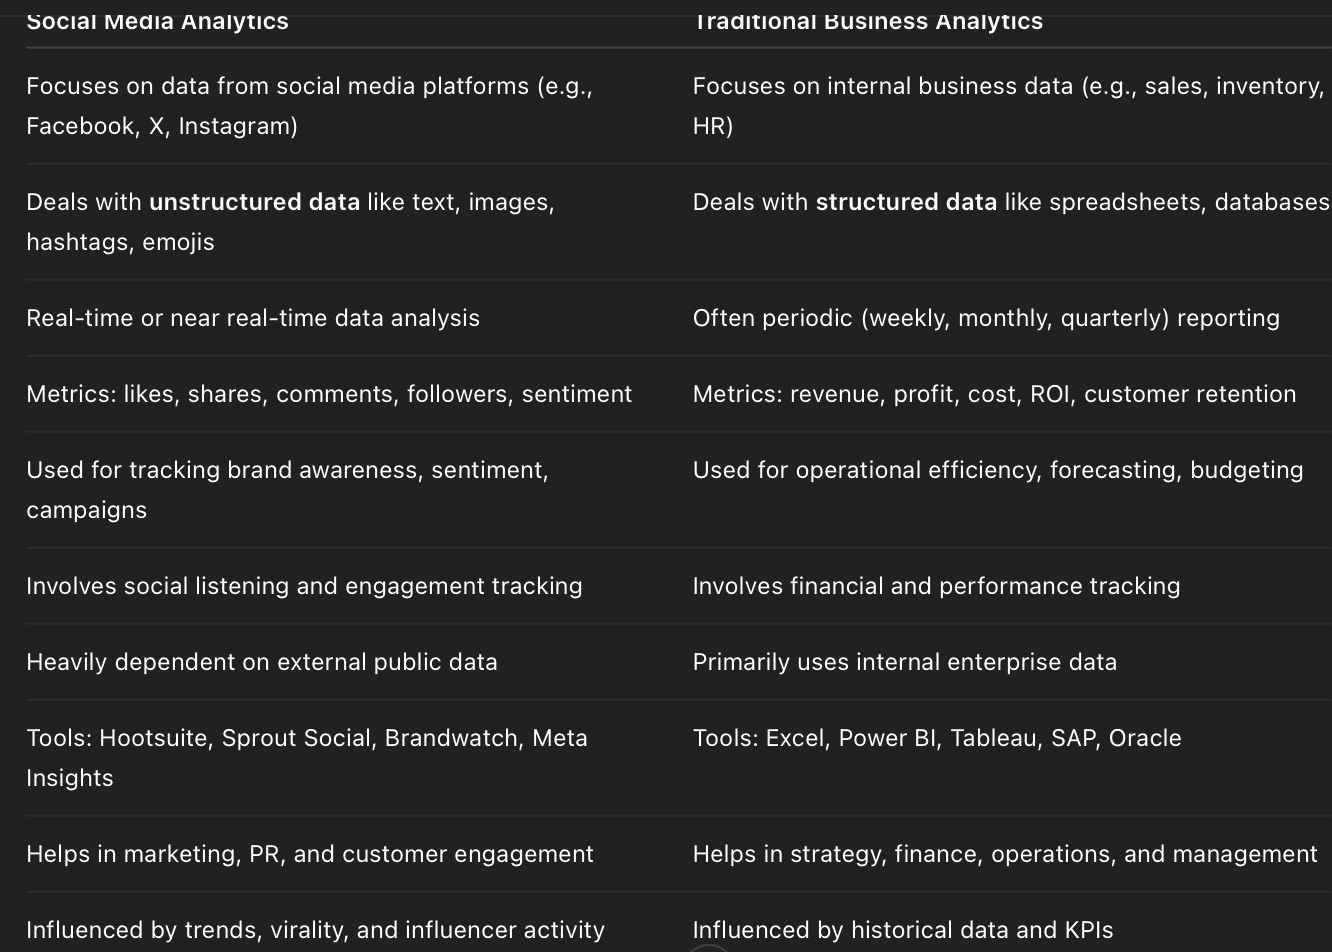 Social Media Analytics
Traditional Business Analytics
Focuses on data from social media platforms (e.g.,
Facebook, X, Instagram)
Focuses on internal business data (e.g., sales, inventory,
HR)
Deals with unstructured data like text, images,
hashtags, emojis
Deals with structured data like spreadsheets, databases
Real-time or near real-time data analysis
Often periodic (weekly, monthly, quarterly) reporting
Metrics: likes, shares, comments, followers, sentiment
Metrics: revenue, profit, cost, ROI, customer retention
Used for tracking brand awareness, sentiment,
campaigns
Used for operational efficiency, forecasting, budgeting
Involves social listening and engagement tracking
Involves financial and performance tracking
Heavily dependent on external public data
Primarily uses internal enterprise data
Tools: Hootsuite, Sprout Social, Brandwatch, Meta
Insights
Tools: Excel, Power BI, Tableau, SAP, Oracle
Helps in marketing, PR, and customer engagement
Helps in strategy, finance, operations, and management
Influenced by trends, virality, and influencer activity
Influenced by historical data and KPIs